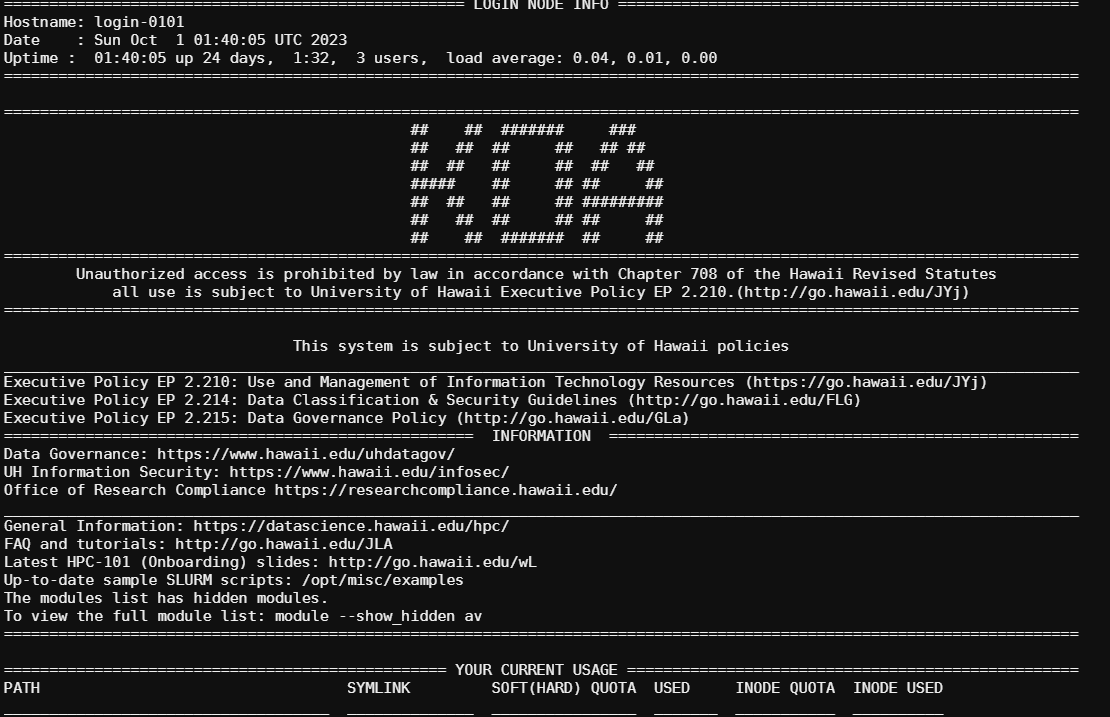 ================================================== LOGIN NODE INFO ===================================================
Hostname: login-0101
Date    : Sun Oct  1 01:40:05 UTC 2023
Uptime :  01:40:05 up 24 days,  1:32,  3 users,  load average: 0.04, 0.01, 0.00
=======================================================================================================================
=======================================================================================================================
                                             ##    ##  #######     ###
                                             ##   ##  ##     ##   ## ##
                                             ##  ##   ##     ##  ##   ##
                                             #####    ##     ## ##     ##
                                             ##  ##   ##     ## #########
                                             ##   ##  ##     ## ##     ##
                                             ##    ##  #######  ##     ##
=======================================================================================================================
        Unauthorized access is prohibited by law in accordance with Chapter 708 of the Hawaii Revised Statutes
            all use is subject to University of Hawaii Executive Policy EP 2.210.(http://go.hawaii.edu/JYj)
=======================================================================================================================
                                This system is subject to University of Hawaii policies
_______________________________________________________________________________________________________________________
Executive Policy EP 2.210: Use and Management of Information Technology Resources (https://go.hawaii.edu/JYj)
Executive Policy EP 2.214: Data Classification & Security Guidelines (http://go.hawaii.edu/FLG)
Executive Policy EP 2.215: Data Governance Policy (http://go.hawaii.edu/GLa)
====================================================  INFORMATION  ====================================================
Data Governance: https://www.hawaii.edu/uhdatagov/
UH Information Security: https://www.hawaii.edu/infosec/
Office of Research Compliance https://researchcompliance.hawaii.edu/
_______________________________________________________________________________________________________________________
General Information: https://datascience.hawaii.edu/hpc/
FAQ and tutorials: http://go.hawaii.edu/JLA
Latest HPC-101 (Onboarding) slides: http://go.hawaii.edu/wL
Up-to-date sample SLURM scripts: /opt/misc/examples
The modules list has hidden modules.
To view the full module list: module --show_hidden av
=======================================================================================================================
================================================= YOUR CURRENT USAGE ==================================================
PATH                                  SYMLINK         SOFT(HARD) QUOTA  USED     INODE QUOTA  INODE USED
____________________________________  ______________  ________________  _______  ___________  __________